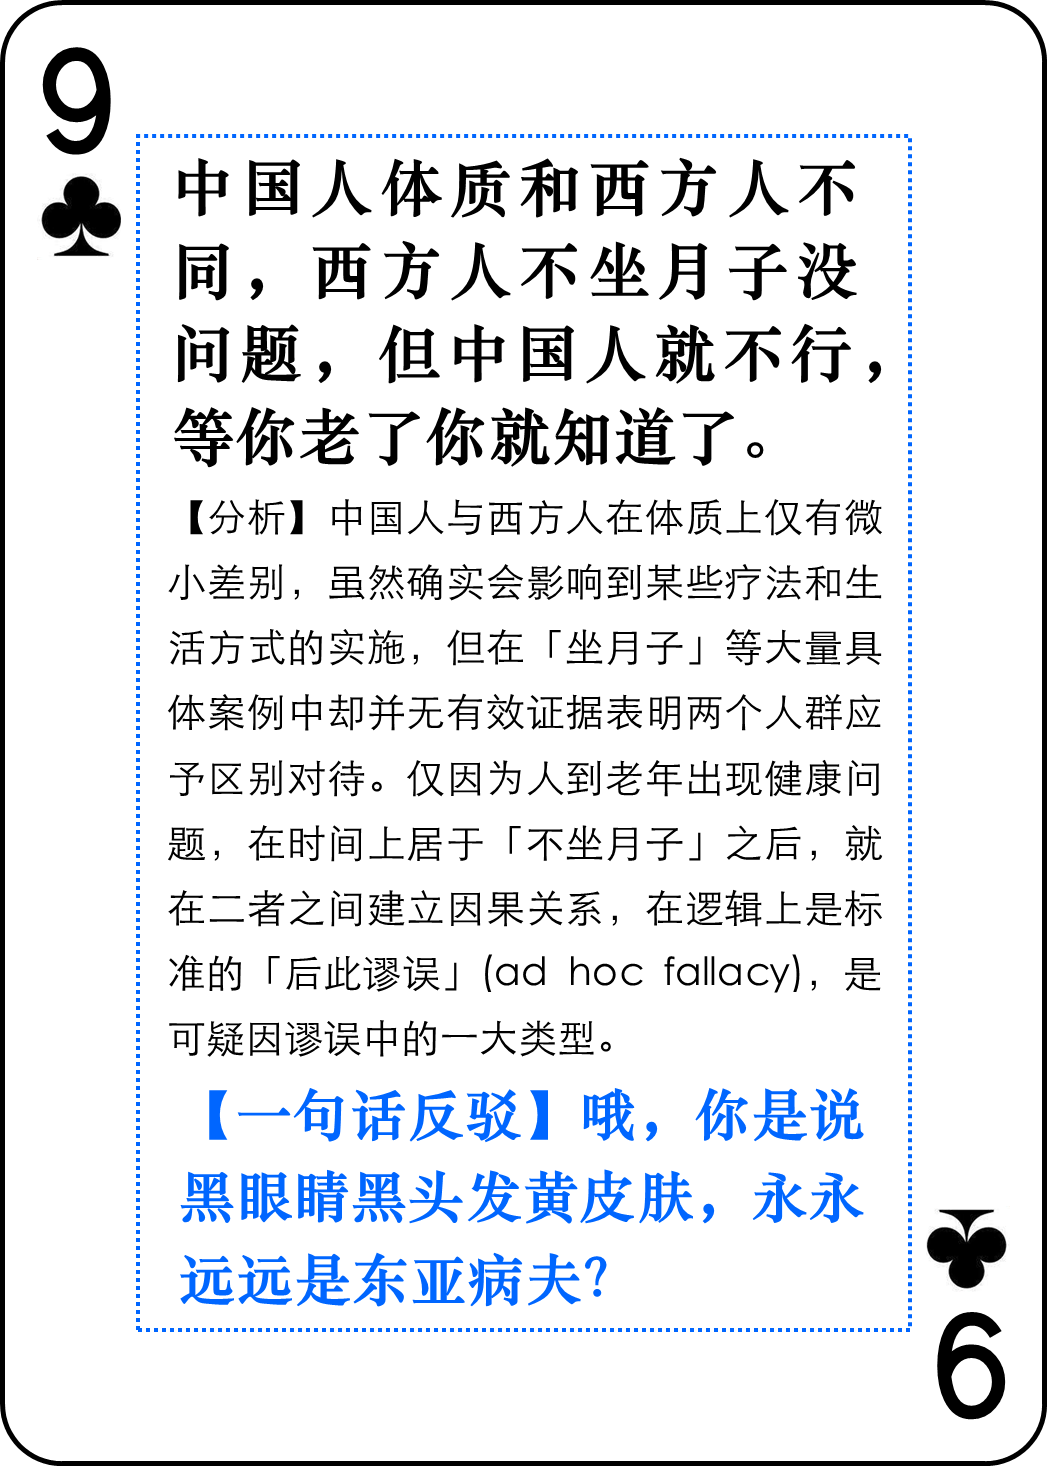 9
中国人体质和西方人不
同，西方人不坐月子没
问题，但中国人就不行，
等你老了你就知道了。
【分析】中国人与西方人在体质上仅有微
小差别，虽然确实会影响到某些疗法和生
活方式的实施，但在「坐月子」等大量具
体案例中却并无有效证据表明两个人群应
予区别对待。仅因为人到老年出现健康问
题，在时间上居于「不坐月子」之后，就
在二者之间建立因果关系，在逻辑上是标
准的「后此谬误」(ad hoc fallacy)，是
可疑因谬误中的一大类型。
【一句话反驳】哦，你是说
黑眼睛黑头发黄皮肤，永永
远远是东亚病夫？
9